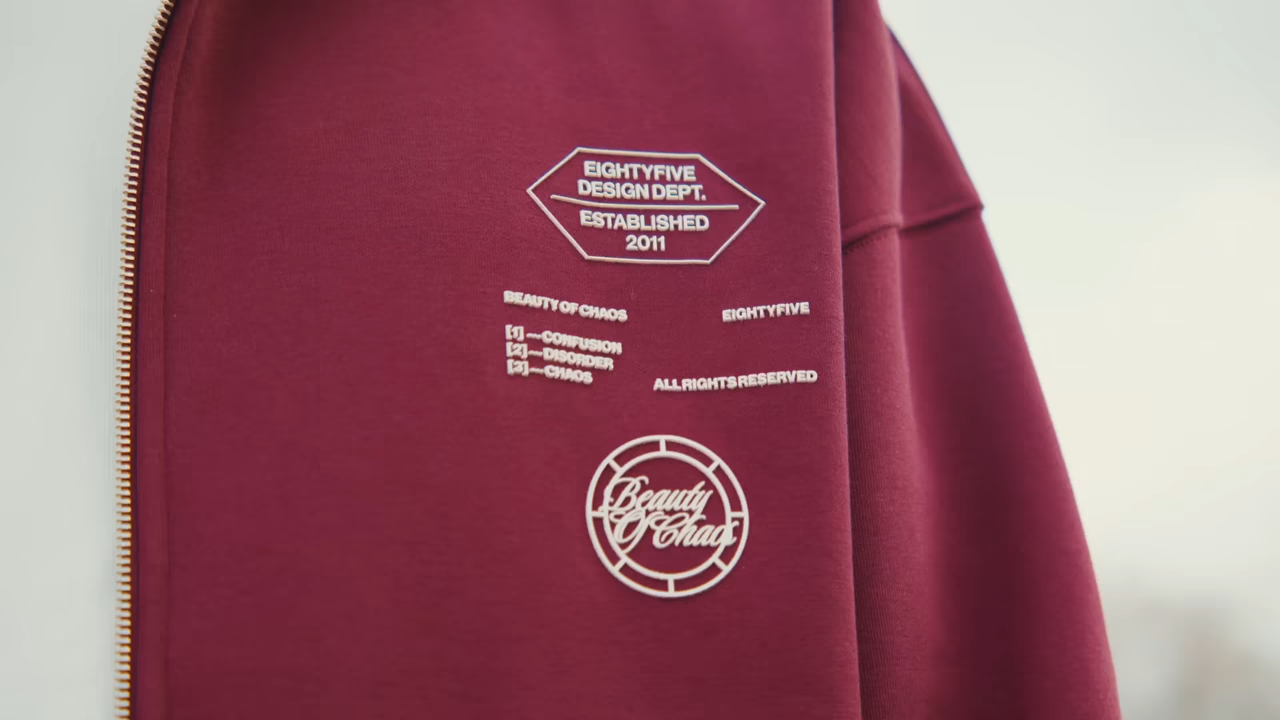 EIGHTYFIVE
DESIGN DEPT.
ESTABLISHED
2011
BEAUTY OF CHAOS
EIGHTYFIVE
[1]—CONFUSION
[2]—DISORDER
[3]—CHAOS
ALL RIGHTS RESERVED
Beauty
Of Chaos